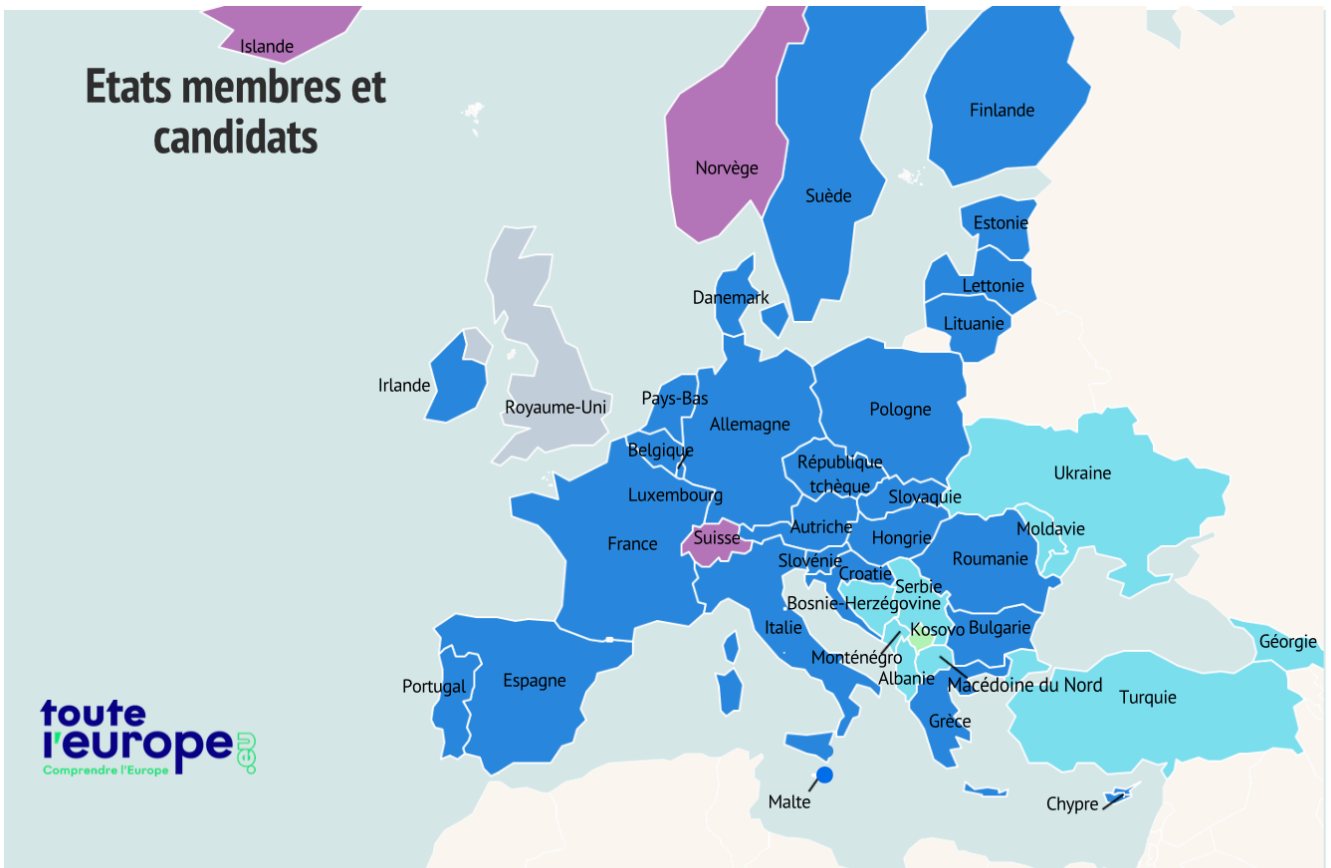 Islande
Etats membres et
candidats
Finlande
Norvège
Suède
Estonie
Lettonie
Danemark
Lituanie
Irlande
Pays-Bas
Royaume-Uni
Pologne
Allemagne
Belgique
République
tchèque
Ukraine
Luxembourg
Slovaquie
Autriche
Moldavie
Suisse
Hongrie
France
Roumanie
Slovénie
Croatie
Serbie
Bosnie-Herzégovine
Italie
Kosovo
Bulgarie
Géorgie
Monténégro
Albanie
Espagne
Portugal
Macédoine du Nord
Turquie
Grèce
toute
l'europe
.eu
Comprendre l'Europe
Malte
Chypre